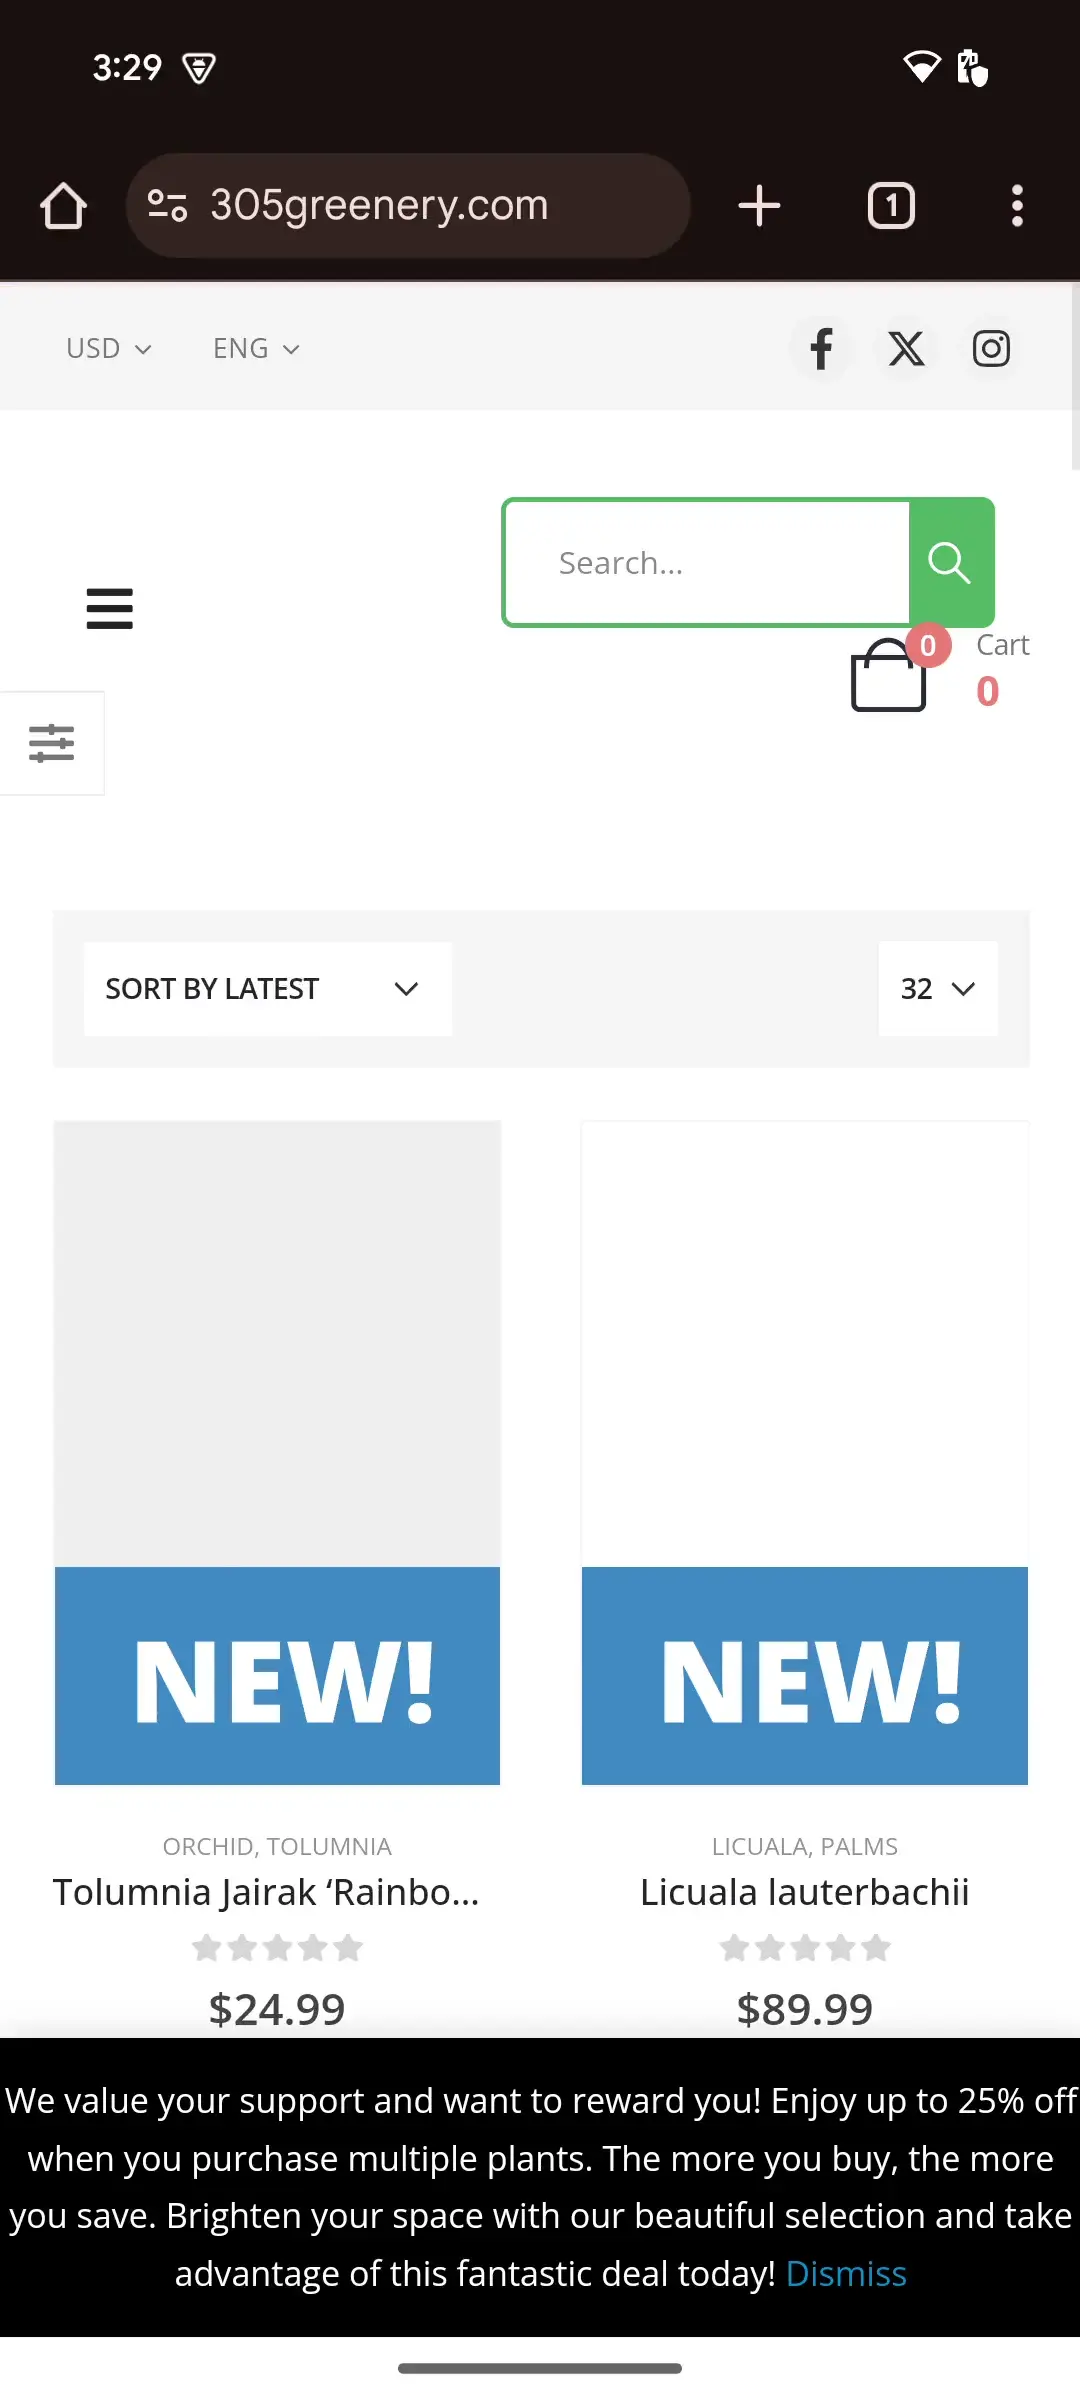 3:29
305greenery.com
1
USD
ENG
Search...
0
Cart
0
SORT BY LATEST
32
NEW!
NEW!
ORCHID, TOLUMNIA
Tolumnia Jairak ‘Rainbo...
$24.99
LICUALA, PALMS
Licuala lauterbachii
$89.99
We value your support and want to reward you! Enjoy up to 25% off
when you purchase multiple plants. The more you buy, the more
you save. Brighten your space with our beautiful selection and take
advantage of this fantastic deal today! Dismiss